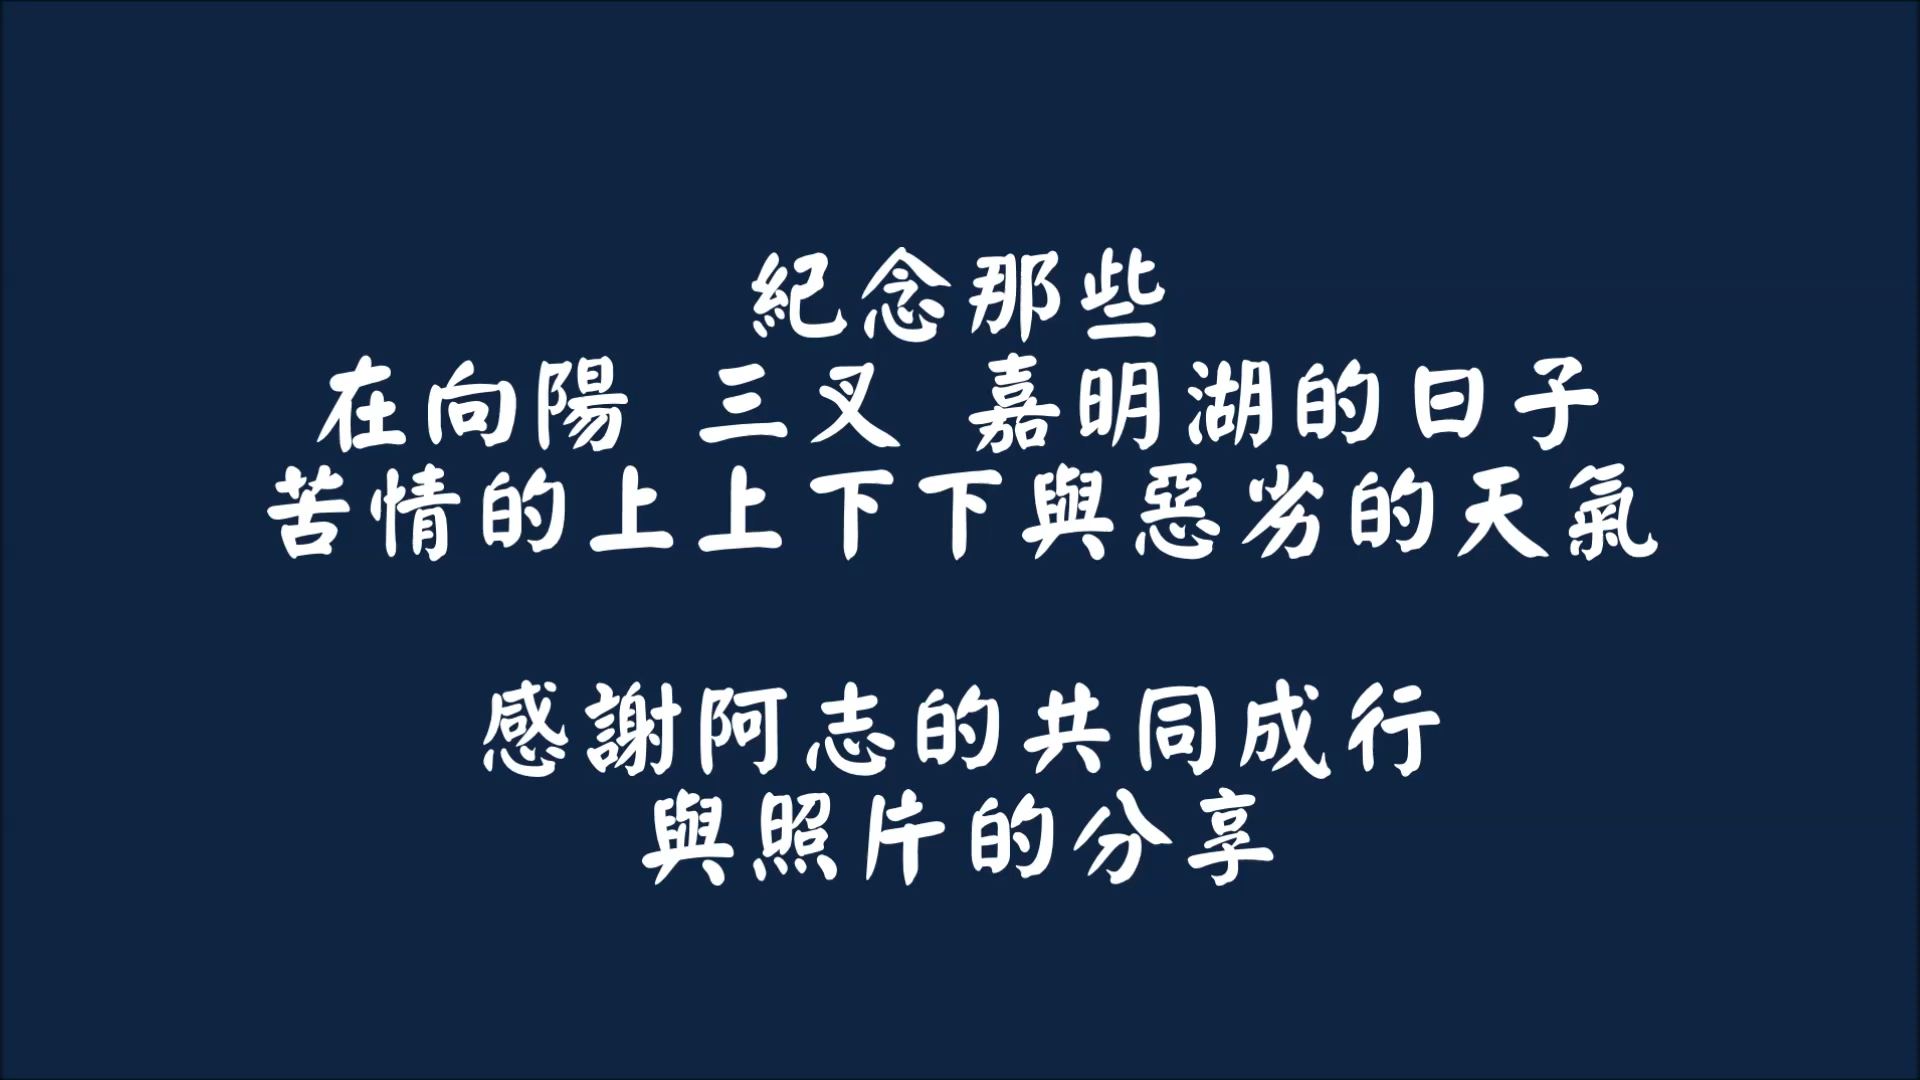 紀念那些
在向陽 三叉 嘉明湖的日子
苦情的上上下下與惡劣的天氣
感謝阿志的共同成行
與照片的分享